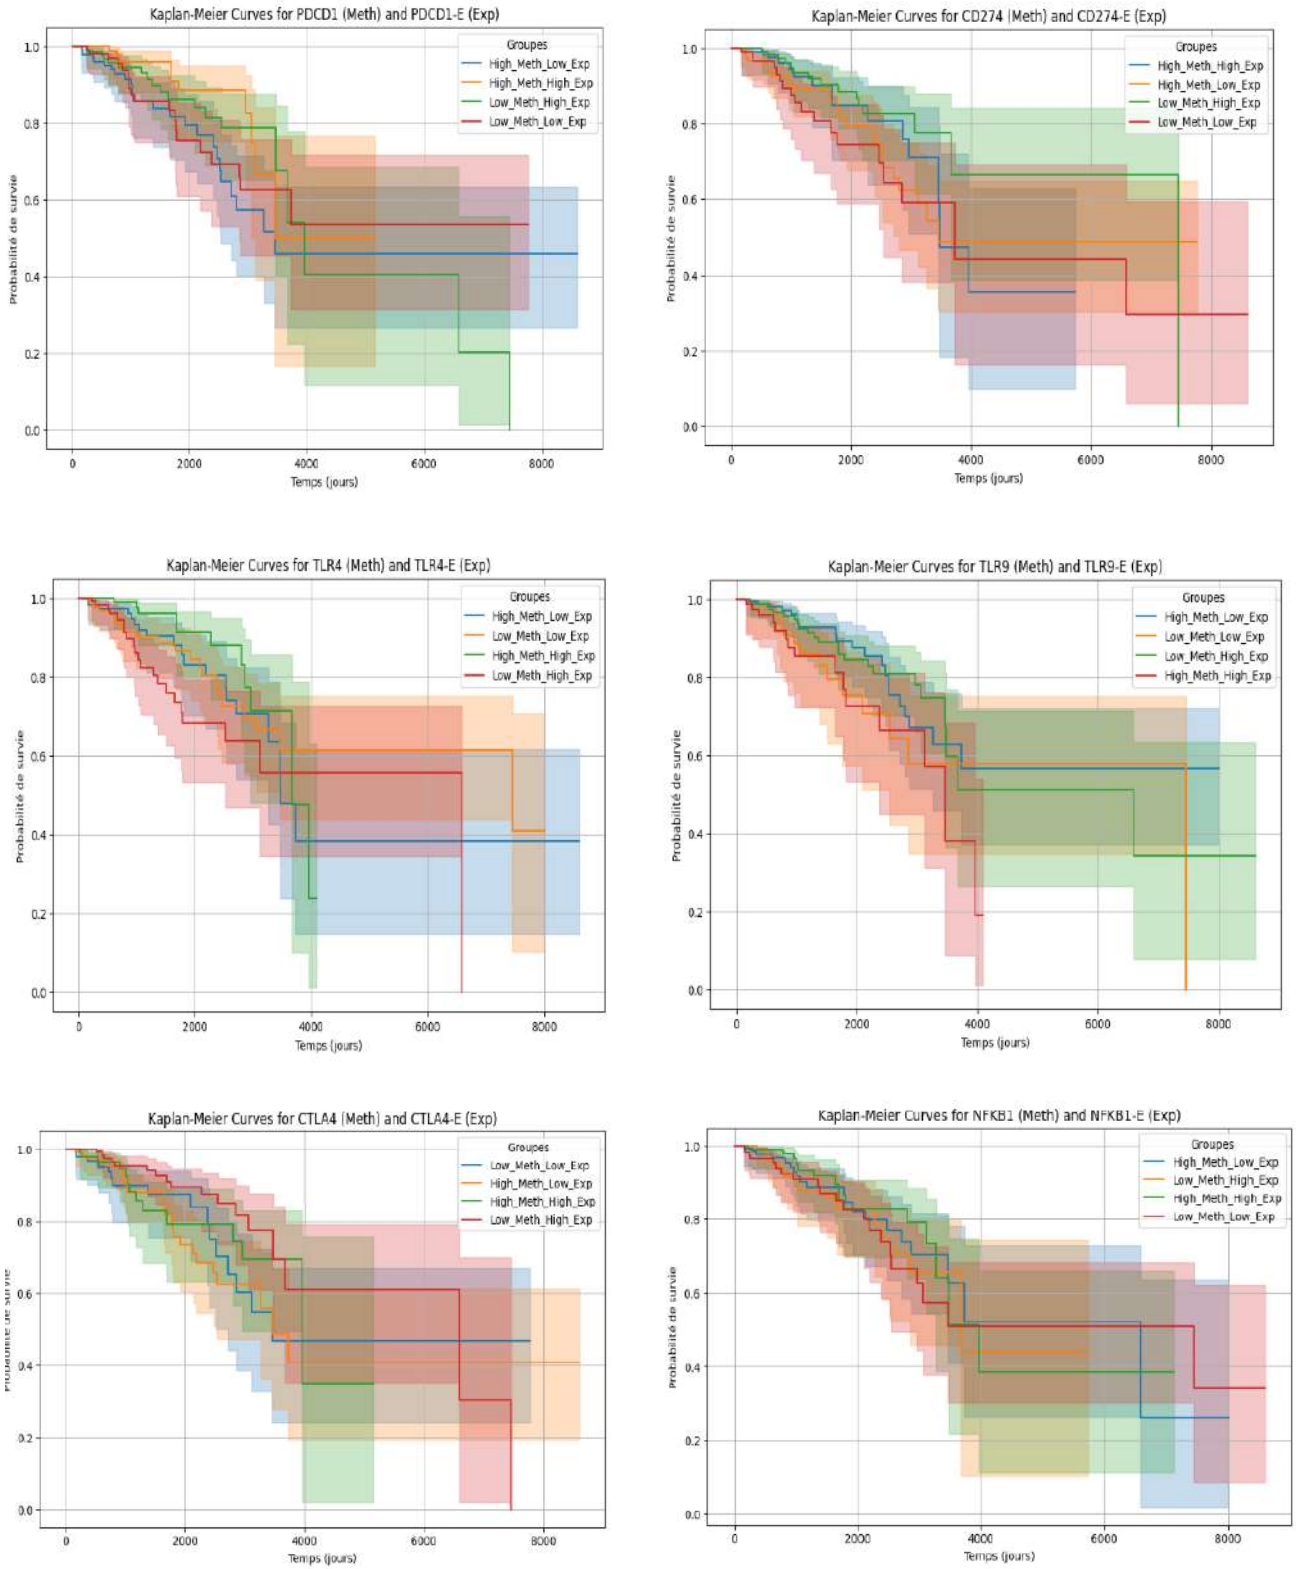 Kaplan-Meier Curves for PDCD1 (Meth) and PDCD1-E (Exp)
Groupes
High_Meth_Low_Exp
High_Meth_High_Exp
Low_Meth_High_Exp
Low_Meth_Low_Exp
Probabilité de survie
1.0
0.8
0.6
0.4
0.2
0.0
0 2000 4000 6000 8000
Temps (jours)
Kaplan-Meier Curves for CD274 (Meth) and CD274-E (Exp)
Groupes
High_Meth_High_Exp
High_Meth_Low_Exp
Low_Meth_High_Exp
Low_Meth_Low_Exp
Probabilité de survie
1.0
0.8
0.6
0.4
0.2
0.0
0 2000 4000 6000 8000
Temps (jours)
Kaplan-Meier Curves for TLR4 (Meth) and TLR4-E (Exp)
Groupes
High_Meth_Low_Exp
Low_Meth_Low_Exp
High_Meth_High_Exp
Low_Meth_High_Exp
Probabilité de survie
1.0
0.8
0.6
0.4
0.2
0.0
0 2000 4000 6000 8000
Temps (jours)
Kaplan-Meier Curves for TLR9 (Meth) and TLR9-E (Exp)
Groupes
High_Meth_Low_Exp
Low_Meth_Low_Exp
Low_Meth_High_Exp
High_Meth_High_Exp
Probabilité de survie
1.0
0.8
0.6
0.4
0.2
0.0
0 2000 4000 6000 8000
Temps (jours)
Kaplan-Meier Curves for CTLA4 (Meth) and CTLA4-E (Exp)
Groupes
Low_Meth_Low_Exp
High_Meth_Low_Exp
High_Meth_High_Exp
Low_Meth_High_Exp
Probabilité de survie
1.0
0.8
0.6
0.4
0.2
0.0
0 2000 4000 6000 8000
Temps (jours)
Kaplan-Meier Curves for NFKB1 (Meth) and NFKB1-E (Exp)
Groupes
High_Meth_Low_Exp
Low_Meth_High_Exp
High_Meth_High_Exp
Low_Meth_Low_Exp
Probabilité de survie
1.0
0.8
0.6
0.4
0.2
0.0
0 2000 4000 6000 8000
Temps (jours)